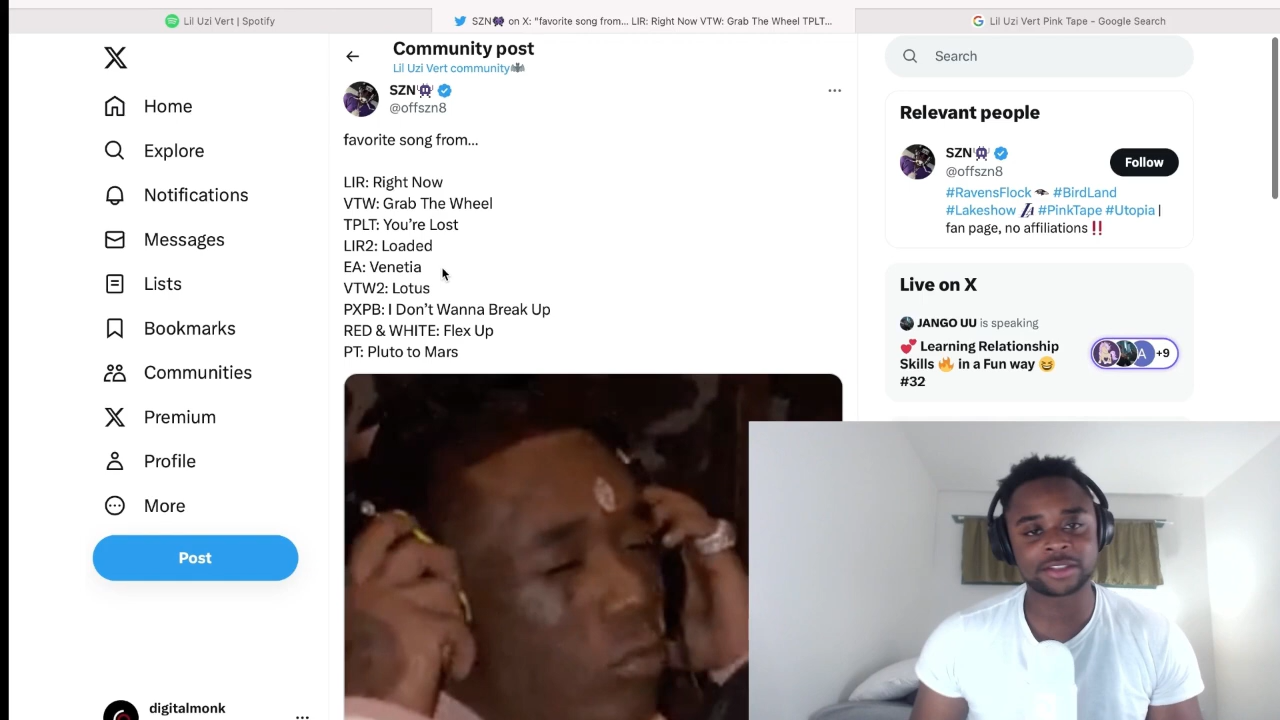 Lil Uzi Vert | Spotify
SZN on X: "favorite song from... LIR: Right Now VTW: Grab The Wheel TPLT...
Lil Uzi Vert Pink Tape - Google Search
Home
Explore
Notifications
Messages
Lists
Bookmarks
Communities
Premium
Profile
More
Post
digitalmonk
...
Community post
Lil Uzi Vert community
SZN
@offszn8
...
favorite song from...
LIR: Right Now
VTW: Grab The Wheel
TPLT: You’re Lost
LIR2: Loaded
EA: Venetia
VTW2: Lotus
PXPB: I Don’t Wanna Break Up
RED & WHITE: Flex Up
PT: Pluto to Mars
Search
Relevant people
SZN
@offszn8
Follow
#RavensFlock #BirdLand
#Lakeshow #PinkTape #Utopia |
fan page, no affiliations ‼️
Live on X
JANGO UU is speaking
💕 Learning Relationship
Skills 🔥 in a Fun way 😆
#32
A
+9